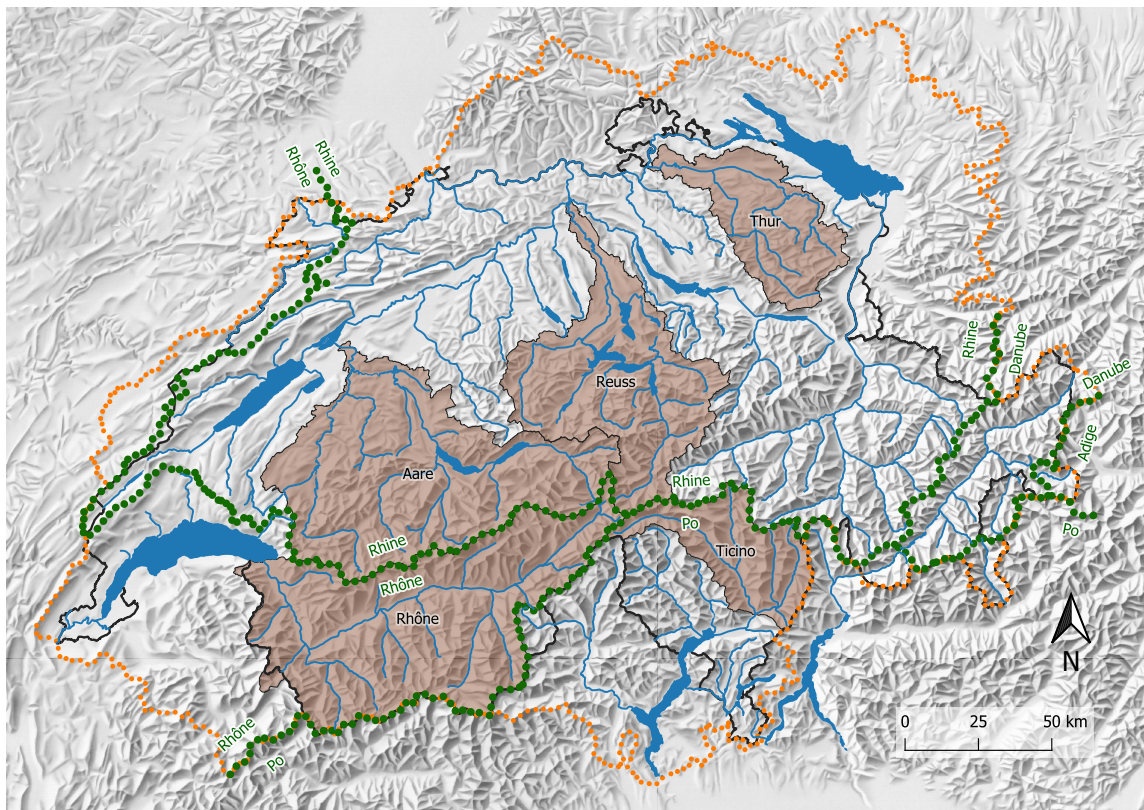 Rhine
Rhône
Thur
Rhine
Danube
Danube
Reuss
Adige
Aare
Rhine
Po
Po
Rhine
Ticino
Rhône
Rhône
N
Rhône
Po
0 25 50 km